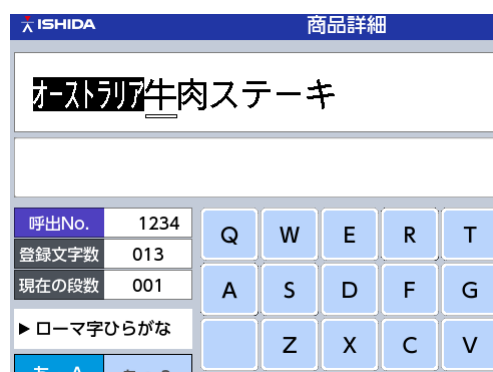 ISHIDA 商品詳細
オーストラリア牛肉ステーキ
呼出No. 1234
登録文字数 013
現在の段数 001
▶ ローマ字ひらがな
Q W E R T
A S D F G
Z X C V